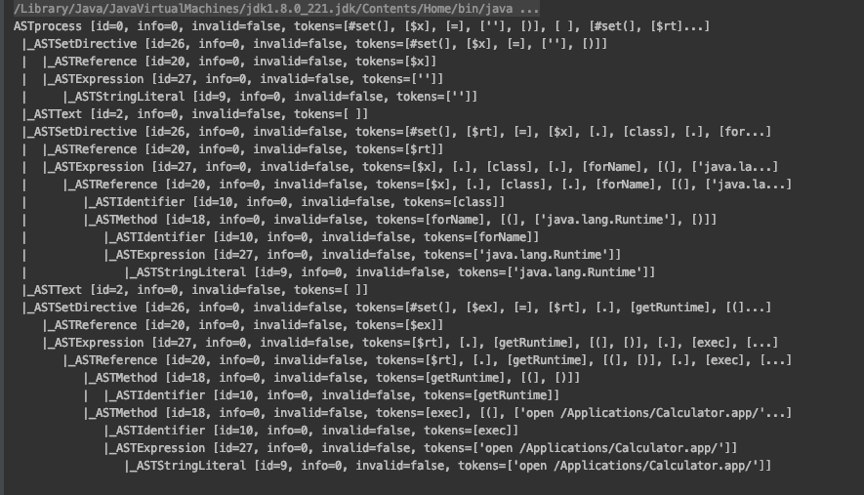 /Library/Java/JavaVirtualMachines/jdk1.8.0_221.jdk/Contents/Home/bin/java ...
ASTprocess [id=0, info=0, invalid=false, tokens=[#set(], [$x], [=], [''], [)], [ ], [#set(], [$rt]...]
|_ASTSetDirective [id=26, info=0, invalid=false, tokens=[#set(], [$x], [=], [''], [)]]
| |_ASTReference [id=20, info=0, invalid=false, tokens=[$x]]
| |_ASTExpression [id=27, info=0, invalid=false, tokens=['']]
|    |_ASTStringLiteral [id=9, info=0, invalid=false, tokens=['']]
|_ASTText [id=2, info=0, invalid=false, tokens=[ ]]
|_ASTSetDirective [id=26, info=0, invalid=false, tokens=[#set(], [$rt], [=], [$x], [.], [class], [.], [for...]
| |_ASTReference [id=20, info=0, invalid=false, tokens=[$rt]]
| |_ASTExpression [id=27, info=0, invalid=false, tokens=[$x], [.], [class], [.], [forName], [(], ['java.la...]
|    |_ASTReference [id=20, info=0, invalid=false, tokens=[$x], [.], [class], [.], [forName], [(], ['java.la...]
|       |_ASTIdentifier [id=10, info=0, invalid=false, tokens=[class]]
|       |_ASTMethod [id=18, info=0, invalid=false, tokens=[forName], [(], ['java.lang.Runtime'], [)]]
|          |_ASTIdentifier [id=10, info=0, invalid=false, tokens=[forName]]
|          |_ASTExpression [id=27, info=0, invalid=false, tokens=['java.lang.Runtime']]
|             |_ASTStringLiteral [id=9, info=0, invalid=false, tokens=['java.lang.Runtime']]
|_ASTText [id=2, info=0, invalid=false, tokens=[ ]]
|_ASTSetDirective [id=26, info=0, invalid=false, tokens=[#set(], [$ex], [=], [$rt], [.], [getRuntime], [(]...]
   |_ASTReference [id=20, info=0, invalid=false, tokens=[$ex]]
   |_ASTExpression [id=27, info=0, invalid=false, tokens=[$rt], [.], [getRuntime], [(], [)], [.], [exec], [...]
      |_ASTReference [id=20, info=0, invalid=false, tokens=[$rt], [.], [getRuntime], [(], [)], [.], [exec], [...]
         |_ASTMethod [id=18, info=0, invalid=false, tokens=[getRuntime], [(], [)]]
         | |_ASTIdentifier [id=10, info=0, invalid=false, tokens=[getRuntime]]
         |_ASTMethod [id=18, info=0, invalid=false, tokens=[exec], [(], ['open /Applications/Calculator.app/'...]
            |_ASTIdentifier [id=10, info=0, invalid=false, tokens=[exec]]
            |_ASTExpression [id=27, info=0, invalid=false, tokens=['open /Applications/Calculator.app/']]
               |_ASTStringLiteral [id=9, info=0, invalid=false, tokens=['open /Applications/Calculator.app/']]